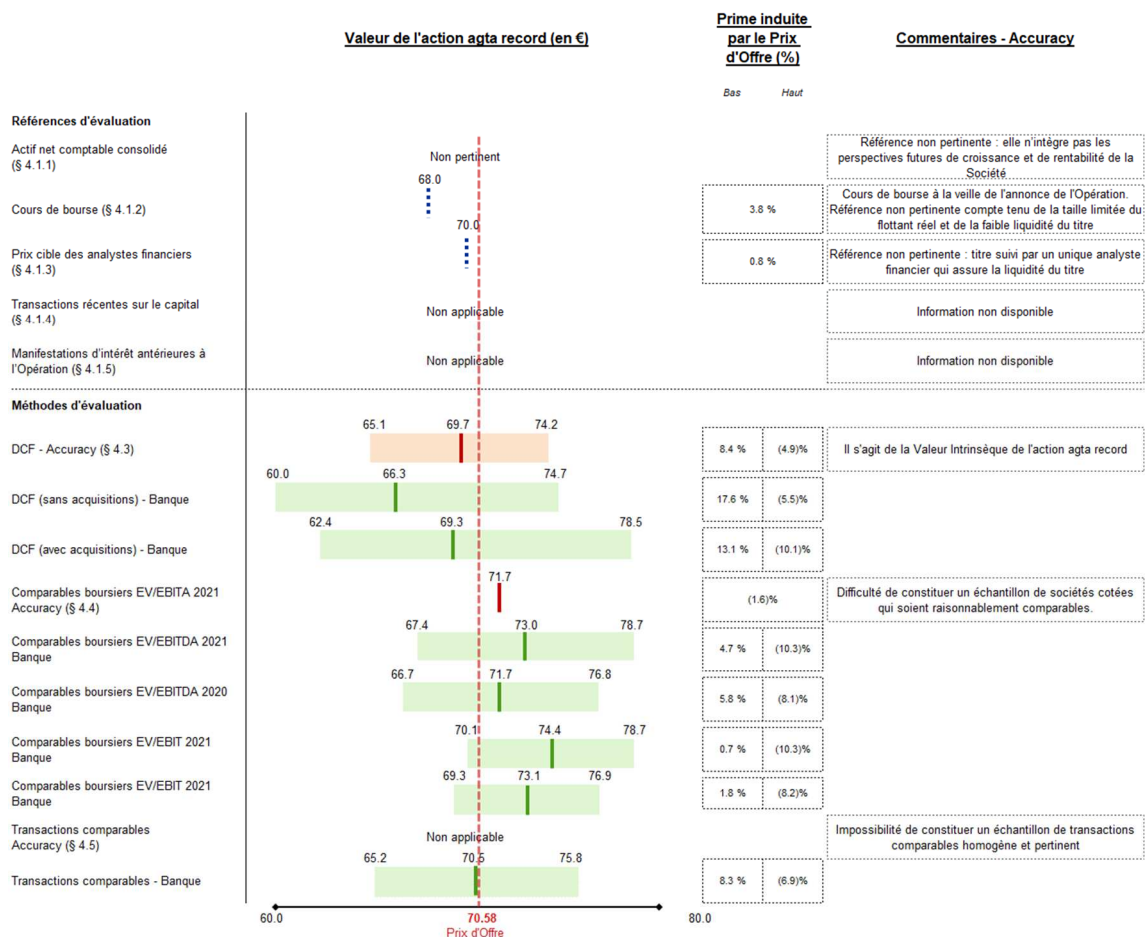 Valeur de l'action agta record (en €)
Prime induite
par le Prix
d'Offre (%)
Commentaires - Accuracy
Bas Haut
Références d'évaluation
Actif net comptable consolidé
(§ 4.1.1)
Non pertinent
Référence non pertinente : elle n'intègre pas les
perspectives futures de croissance et de rentabilité de la
Société
68.0
Cours de bourse (§ 4.1.2)
3.8 %
Cours de bourse à la veille de l'annonce de l'Opération.
Référence non pertinente compte tenu de la taille limitée du
flottant réel et de la faible liquidité du titre
70.0
Prix cible des analystes financiers
(§ 4.1.3)
0.8 %
Référence non pertinente : titre suivi par un unique analyste
financier qui assure la liquidité du titre
Transactions récentes sur le capital
(§ 4.1.4)
Non applicable
Information non disponible
Manifestations d'intérêt antérieures à
l'Opération (§ 4.1.5)
Non applicable
Information non disponible
Méthodes d'évaluation
65.1 69.7 74.2
DCF - Accuracy (§ 4.3)
8.4 % (4.9)%
Il s'agit de la Valeur Intrinsèque de l'action agta record
60.0 66.3 74.7
DCF (sans acquisitions) - Banque
17.6 % (5.5)%
62.4 69.3 78.5
DCF (avec acquisitions) - Banque
13.1 % (10.1)%
71.7
Comparables boursiers EV/EBITA 2021
Accuracy (§ 4.4)
(1.6)%
Difficulté de constituer un échantillon de sociétés cotées
qui soient raisonnablement comparables.
67.4 73.0 78.7
Comparables boursiers EV/EBITDA 2021
Banque
4.7 % (10.3)%
66.7 71.7 76.8
Comparables boursiers EV/EBITDA 2020
Banque
5.8 % (8.1)%
70.1 74.4 78.7
Comparables boursiers EV/EBIT 2021
Banque
0.7 % (10.3)%
69.3 73.1 76.9
Comparables boursiers EV/EBIT 2021
Banque
1.8 % (8.2)%
Transactions comparables
Accuracy (§ 4.5)
Non applicable
Impossibilité de constituer un échantillon de transactions
comparables homogène et pertinent
65.2 70.5 75.8
Transactions comparables - Banque
8.3 % (6.9)%
60.0 70.58 80.0
Prix d'Offre